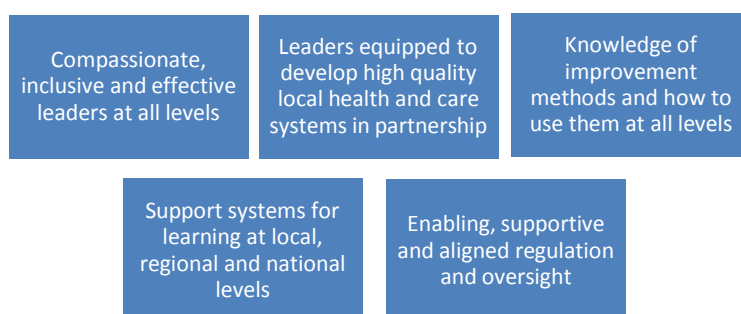 Compassionate,
inclusive and effective
leaders at all levels
Leaders equipped to
develop high quality
local health and care
systems in partnership
Knowledge of
improvement
methods and how to
use them at all levels
Support systems for
learning at local,
regional and national
levels
Enabling, supportive
and aligned regulation
and oversight